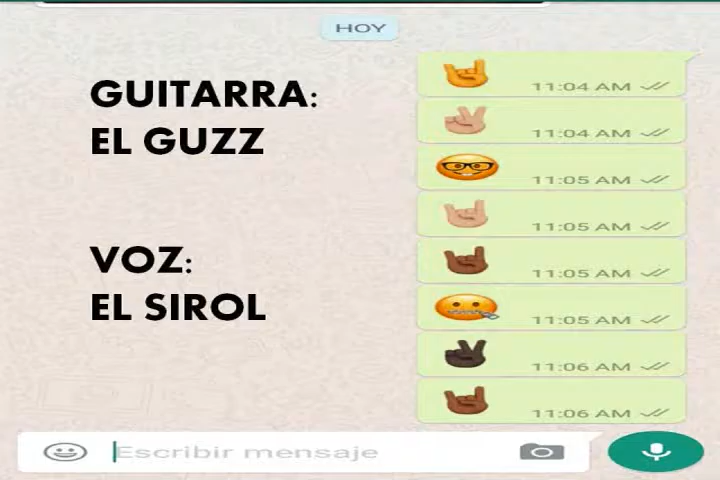 HOY
GUITARRA:
EL GUZZ
VOZ:
EL SIROL
11:04 AM
11:04 AM
11:05 AM
11:05 AM
11:05 AM
11:05 AM
11:06 AM
11:06 AM
Escribir mensaje